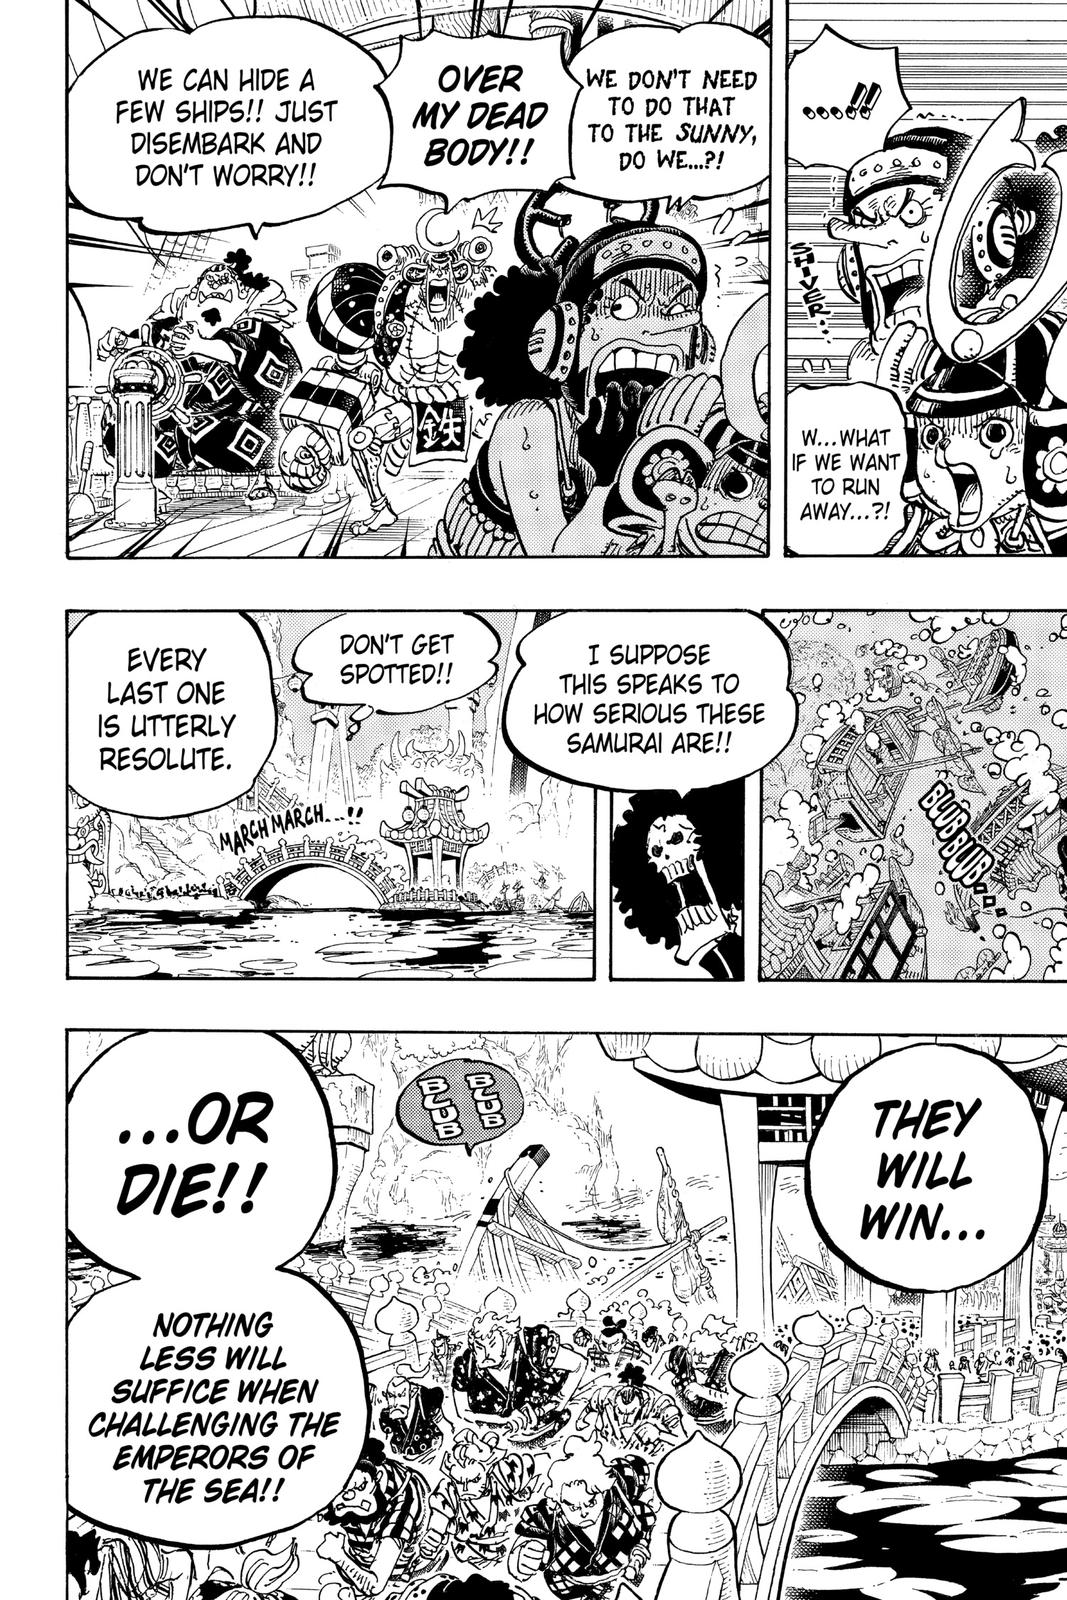 ...!!
SHIVER...
W...WHAT
IF WE WANT
TO RUN
AWAY...?!
WE DON'T NEED
TO DO THAT
TO THE SUNNY,
DO WE...?!
OVER
MY DEAD
BODY!!
WE CAN HIDE A
FEW SHIPS!! JUST
DISEMBARK AND
DON'T WORRY!!
鉄
BLUB BLUB...
I SUPPOSE
THIS SPEAKS TO
HOW SERIOUS THESE
SAMURAI ARE!!
DON'T GET
SPOTTED!!
EVERY
LAST ONE
IS UTTERLY
RESOLUTE.
MARCH MARCH...!!
THEY
WILL
WIN...
BLUB
BLUB
...OR
DIE!!
NOTHING
LESS WILL
SUFFICE WHEN
CHALLENGING THE
EMPERORS OF
THE SEA!!